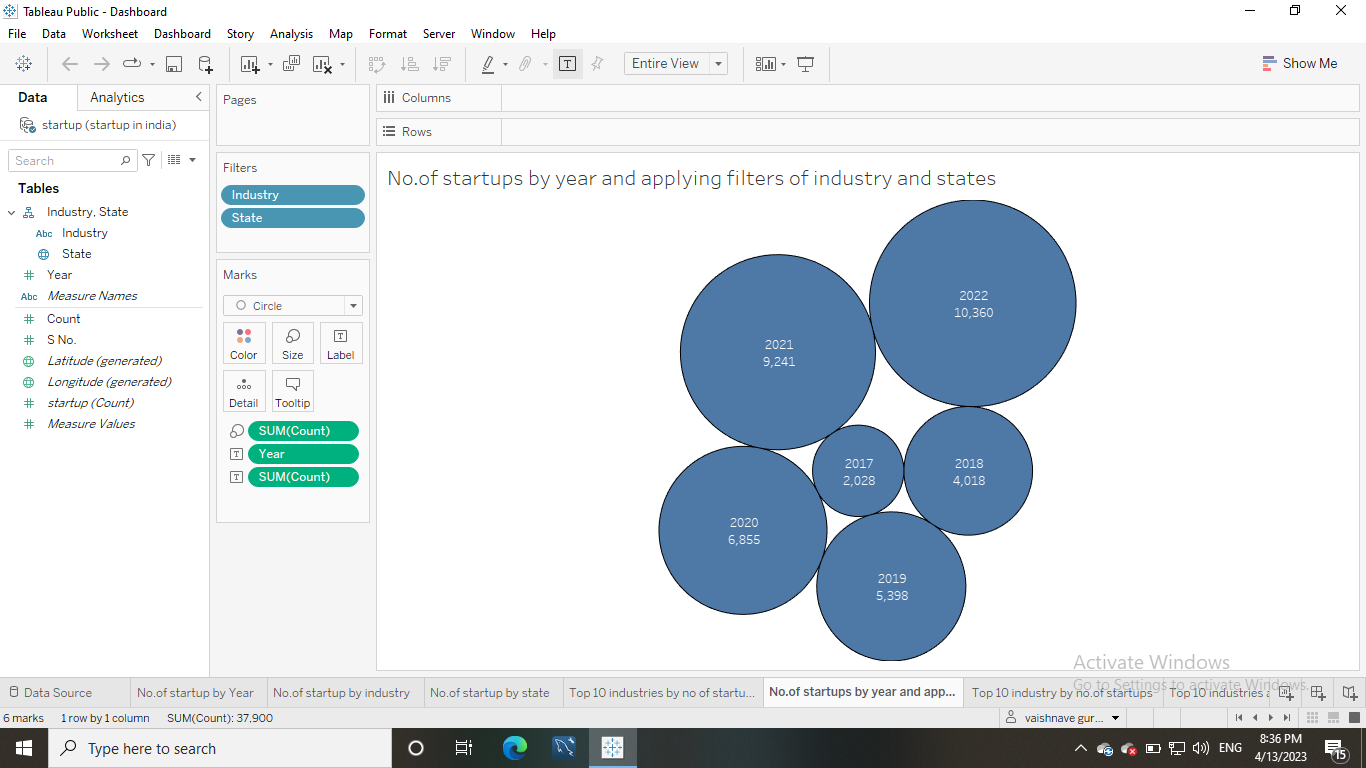 Tableau Public - Dashboard
File Data Worksheet Dashboard Story Analysis Map Format Server Window Help
Entire View
Show Me
Data Analytics
startup (startup in india)
Search
Tables
Industry, State
Abc Industry
State
Year
Abc Measure Names
Count
S No.
Latitude (generated)
Longitude (generated)
startup (Count)
Measure Values
Pages
Filters
Industry
State
Marks
Circle
Color Size Label
Detail Tooltip
SUM(Count)
Year
SUM(Count)
Columns
Rows
No.of startups by year and applying filters of industry and states
2022
10,360
2021
9,241
2017
2,028
2018
4,018
2020
6,855
2019
5,398
Activate Windows
Go to Settings to activate Windows.
Data Source No.of startup by Year No.of startup by industry No.of startup by state Top 10 industries by no of startu... No.of startups by year and app... Top 10 industry by no.of startups Top 10 industries
6 marks 1 row by 1 column SUM(Count): 37,900
vaishnave gur...
Type here to search
ENG
8:36 PM
4/13/2023
15